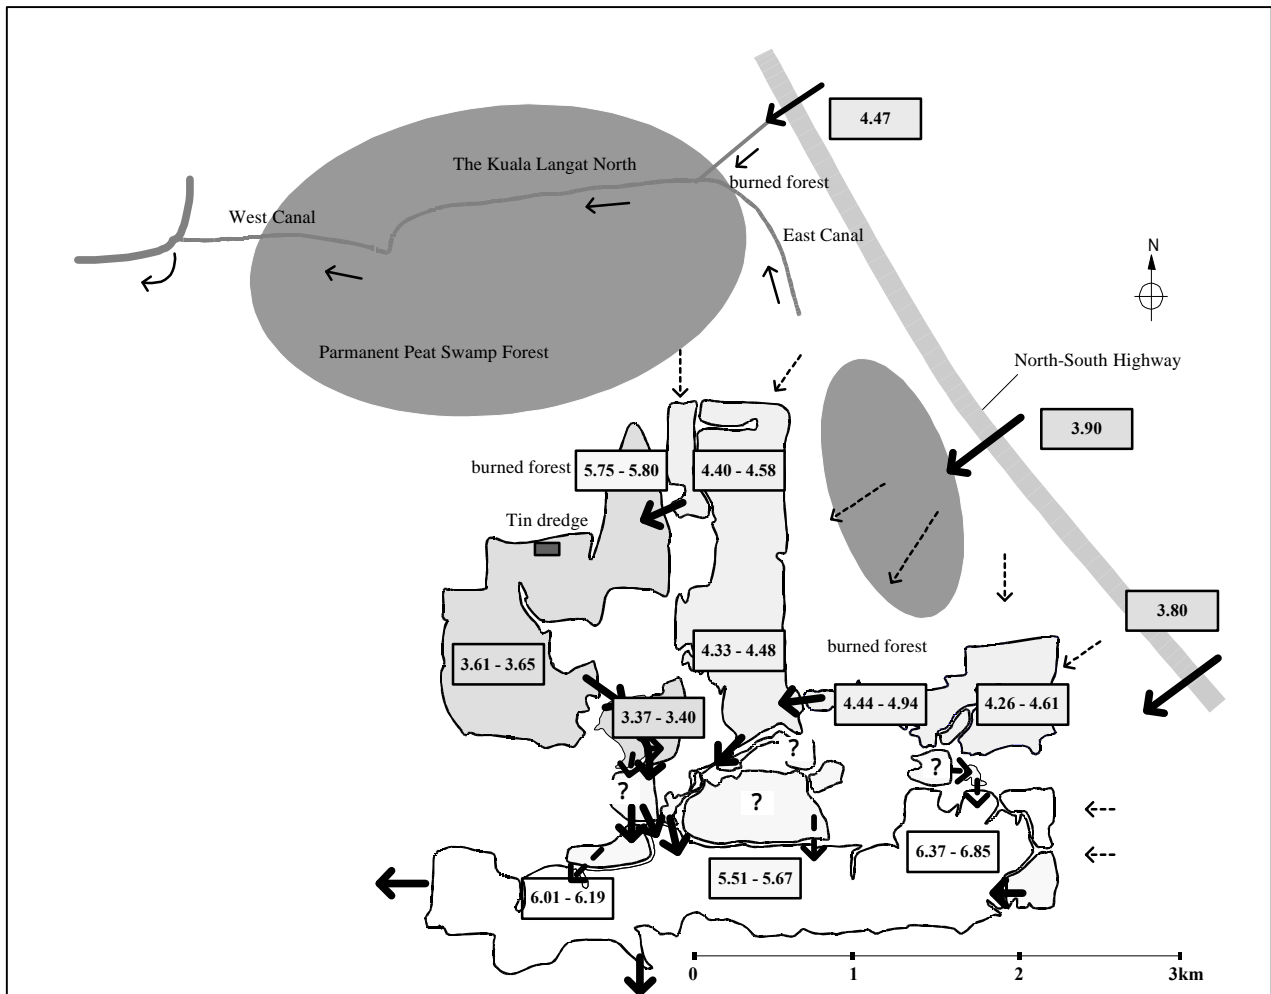 4.47
The Kuala Langat North
burned forest
West Canal
East Canal
N
Parmanent Peat Swamp Forest
North-South Highway
3.90
burned forest
5.75 - 5.80
4.40 - 4.58
Tin dredge
3.80
burned forest
4.33 - 4.48
3.61 - 3.65
4.44 - 4.94
4.26 - 4.61
3.37 - 3.40
?
?
?
?
6.37 - 6.85
5.51 - 5.67
6.01 - 6.19
0
1
2
3km